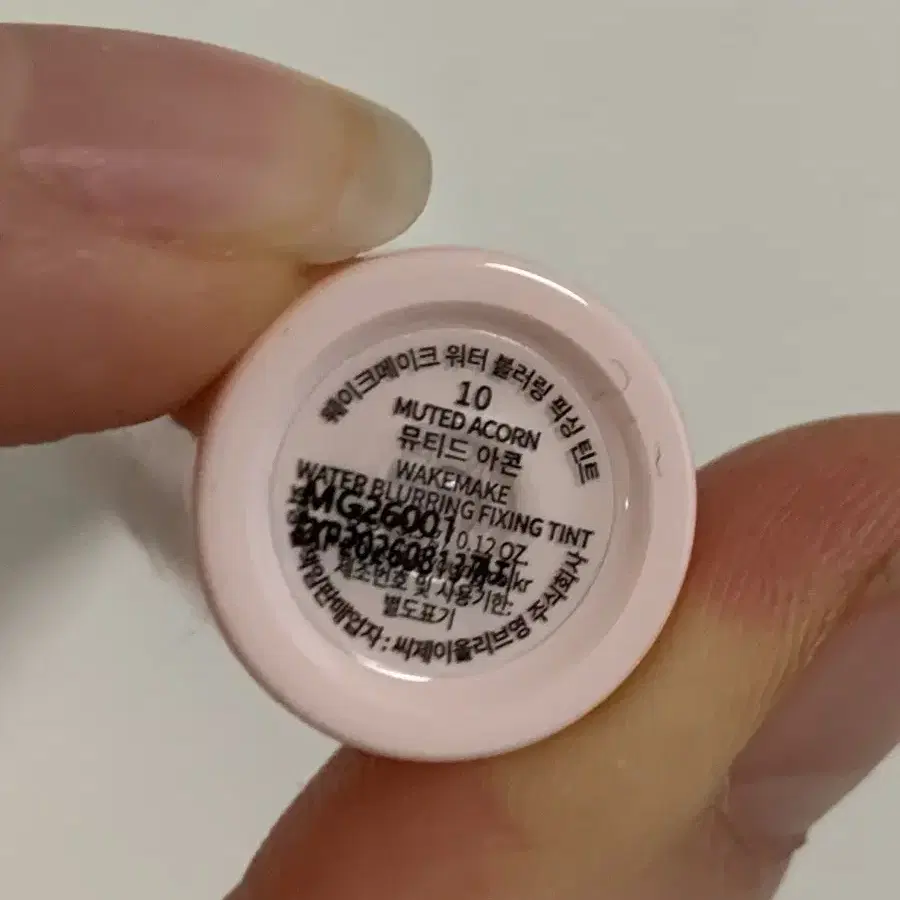 웨이크메이크 워터 블러링 픽싱 틴트
10
MUTED ACORN
뮤티드 아콘
WAKEMAKE
WATER BLURRING FIXING TINT
MG26001
0.12 OZ
EXP20260812
kr
제조번호 및 사용기한:
별도표기
책임판매업자 : 씨제이올리브영 주식회사